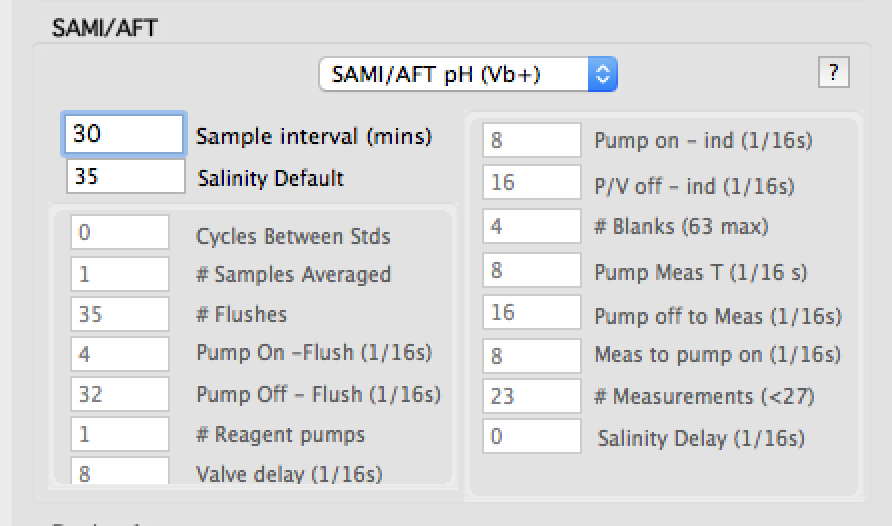 SAMI/AFT
SAMI/AFT pH (Vb+)
?
30 Sample interval (mins)
35 Salinity Default
0 Cycles Between Stds
1 # Samples Averaged
35 # Flushes
4 Pump On -Flush (1/16s)
32 Pump Off - Flush (1/16s)
1 # Reagent pumps
8 Valve delay (1/16s)
8 Pump on - ind (1/16s)
16 P/V off - ind (1/16s)
4 # Blanks (63 max)
8 Pump Meas T (1/16 s)
16 Pump off to Meas (1/16s)
8 Meas to pump on (1/16s)
23 # Measurements (<27)
0 Salinity Delay (1/16s)